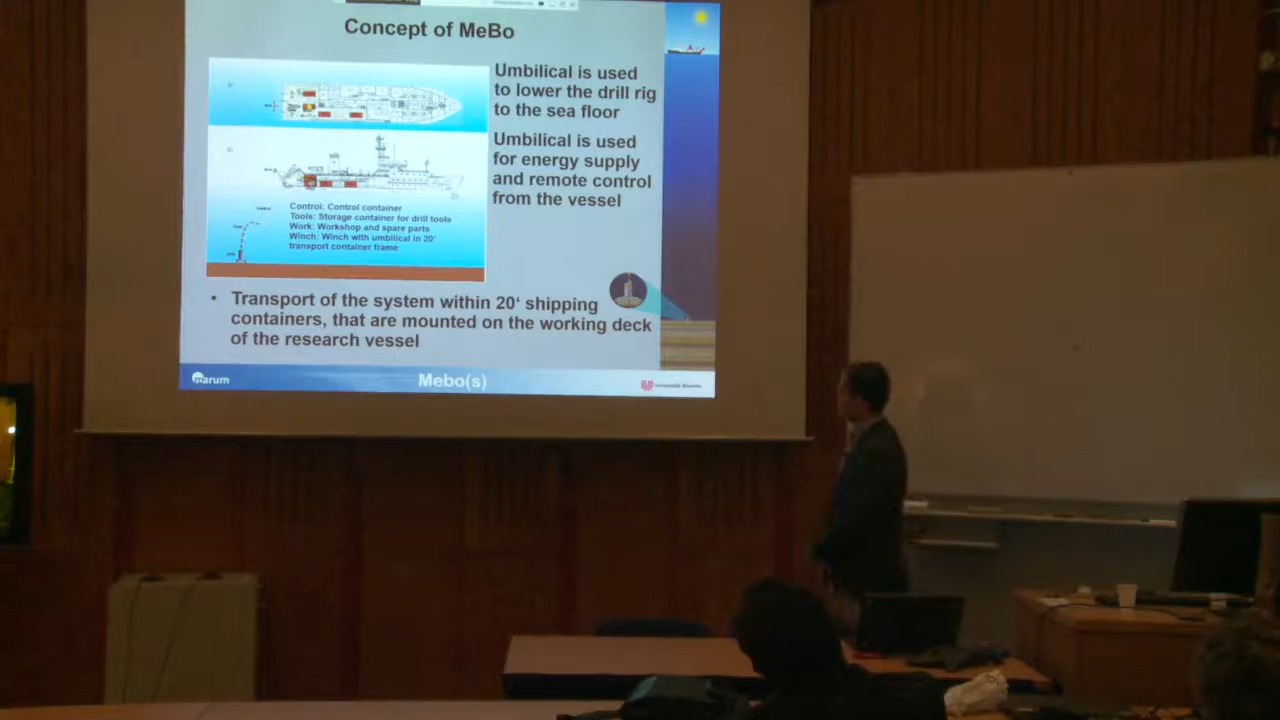 Concept of MeBo
Umbilical is used
to lower the drill rig
to the sea floor
Umbilical is used
for energy supply
and remote control
from the vessel
Control: Control container
Tools: Storage container for drill tools
Work: Workshop and spare parts
Winch: Winch with umbilical in 20'
transport container frame
• Transport of the system within 20‘ shipping
containers, that are mounted on the working deck
of the research vessel
marum
Mebo(s)
Universität Bremen